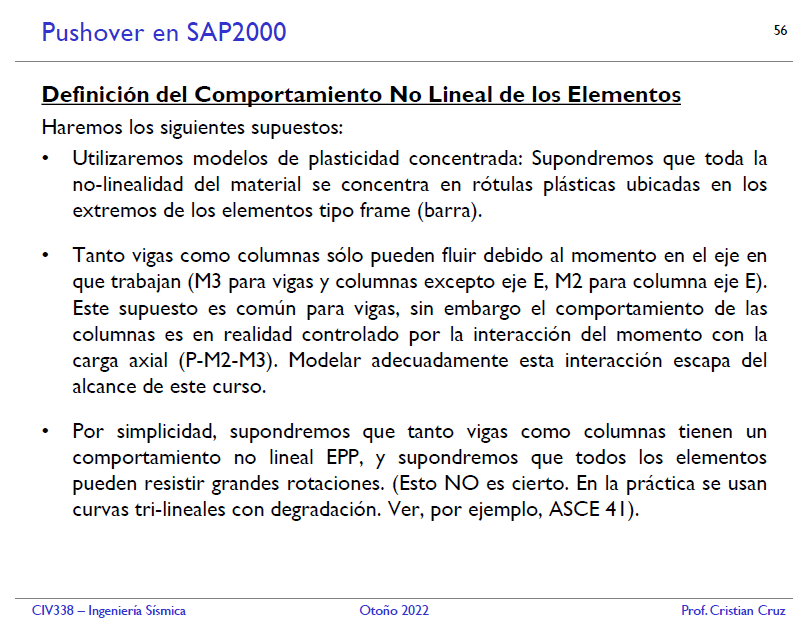 Pushover en SAP2000
56
Definición del Comportamiento No Lineal de los Elementos
Haremos los siguientes supuestos:
• Utilizaremos modelos de plasticidad concentrada: Supondremos que toda la
no-linealidad del material se concentra en rótulas plásticas ubicadas en los
extremos de los elementos tipo frame (barra).
• Tanto vigas como columnas sólo pueden fluir debido al momento en el eje en
que trabajan (M3 para vigas y columnas excepto eje E, M2 para columna eje E).
Este supuesto es común para vigas, sin embargo el comportamiento de las
columnas es en realidad controlado por la interacción del momento con la
carga axial (P-M2-M3). Modelar adecuadamente esta interacción escapa del
alcance de este curso.
• Por simplicidad, supondremos que tanto vigas como columnas tienen un
comportamiento no lineal EPP, y supondremos que todos los elementos
pueden resistir grandes rotaciones. (Esto NO es cierto. En la práctica se usan
curvas tri-lineales con degradación. Ver, por ejemplo, ASCE 41).
CIV338 – Ingeniería Sísmica
Otoño 2022
Prof. Cristian Cruz